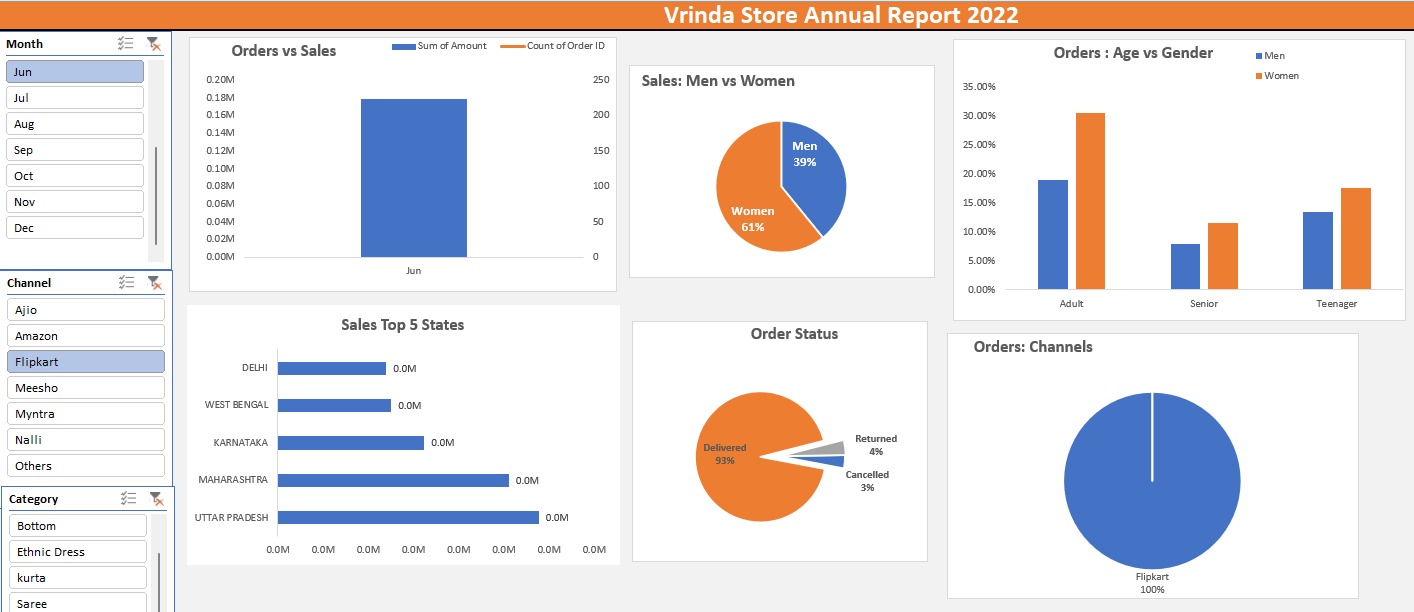 Vrinda Store Annual Report 2022
Month
Jun
Jul
Aug
Sep
Oct
Nov
Dec
Channel
Ajio
Amazon
Flipkart
Meesho
Myntra
Nalli
Others
Category
Bottom
Ethnic Dress
kurta
Saree
Orders vs Sales
Sum of Amount
Count of Order ID
0.20M
0.18M
0.16M
0.14M
0.12M
0.10M
0.08M
0.06M
0.04M
0.02M
0.00M
250
200
150
100
50
0
Jun
Sales: Men vs Women
Men
39%
Women
61%
Orders : Age vs Gender
Men
Women
35.00%
30.00%
25.00%
20.00%
15.00%
10.00%
5.00%
0.00%
Adult Senior Teenager
Sales Top 5 States
DELHI 0.0M
WEST BENGAL 0.0M
KARNATAKA 0.0M
MAHARASHTRA 0.0M
UTTAR PRADESH 0.0M
0.0M 0.0M 0.0M 0.0M 0.0M 0.0M 0.0M 0.0M
Order Status
Delivered
93%
Returned
4%
Cancelled
3%
Orders: Channels
Flipkart
100%